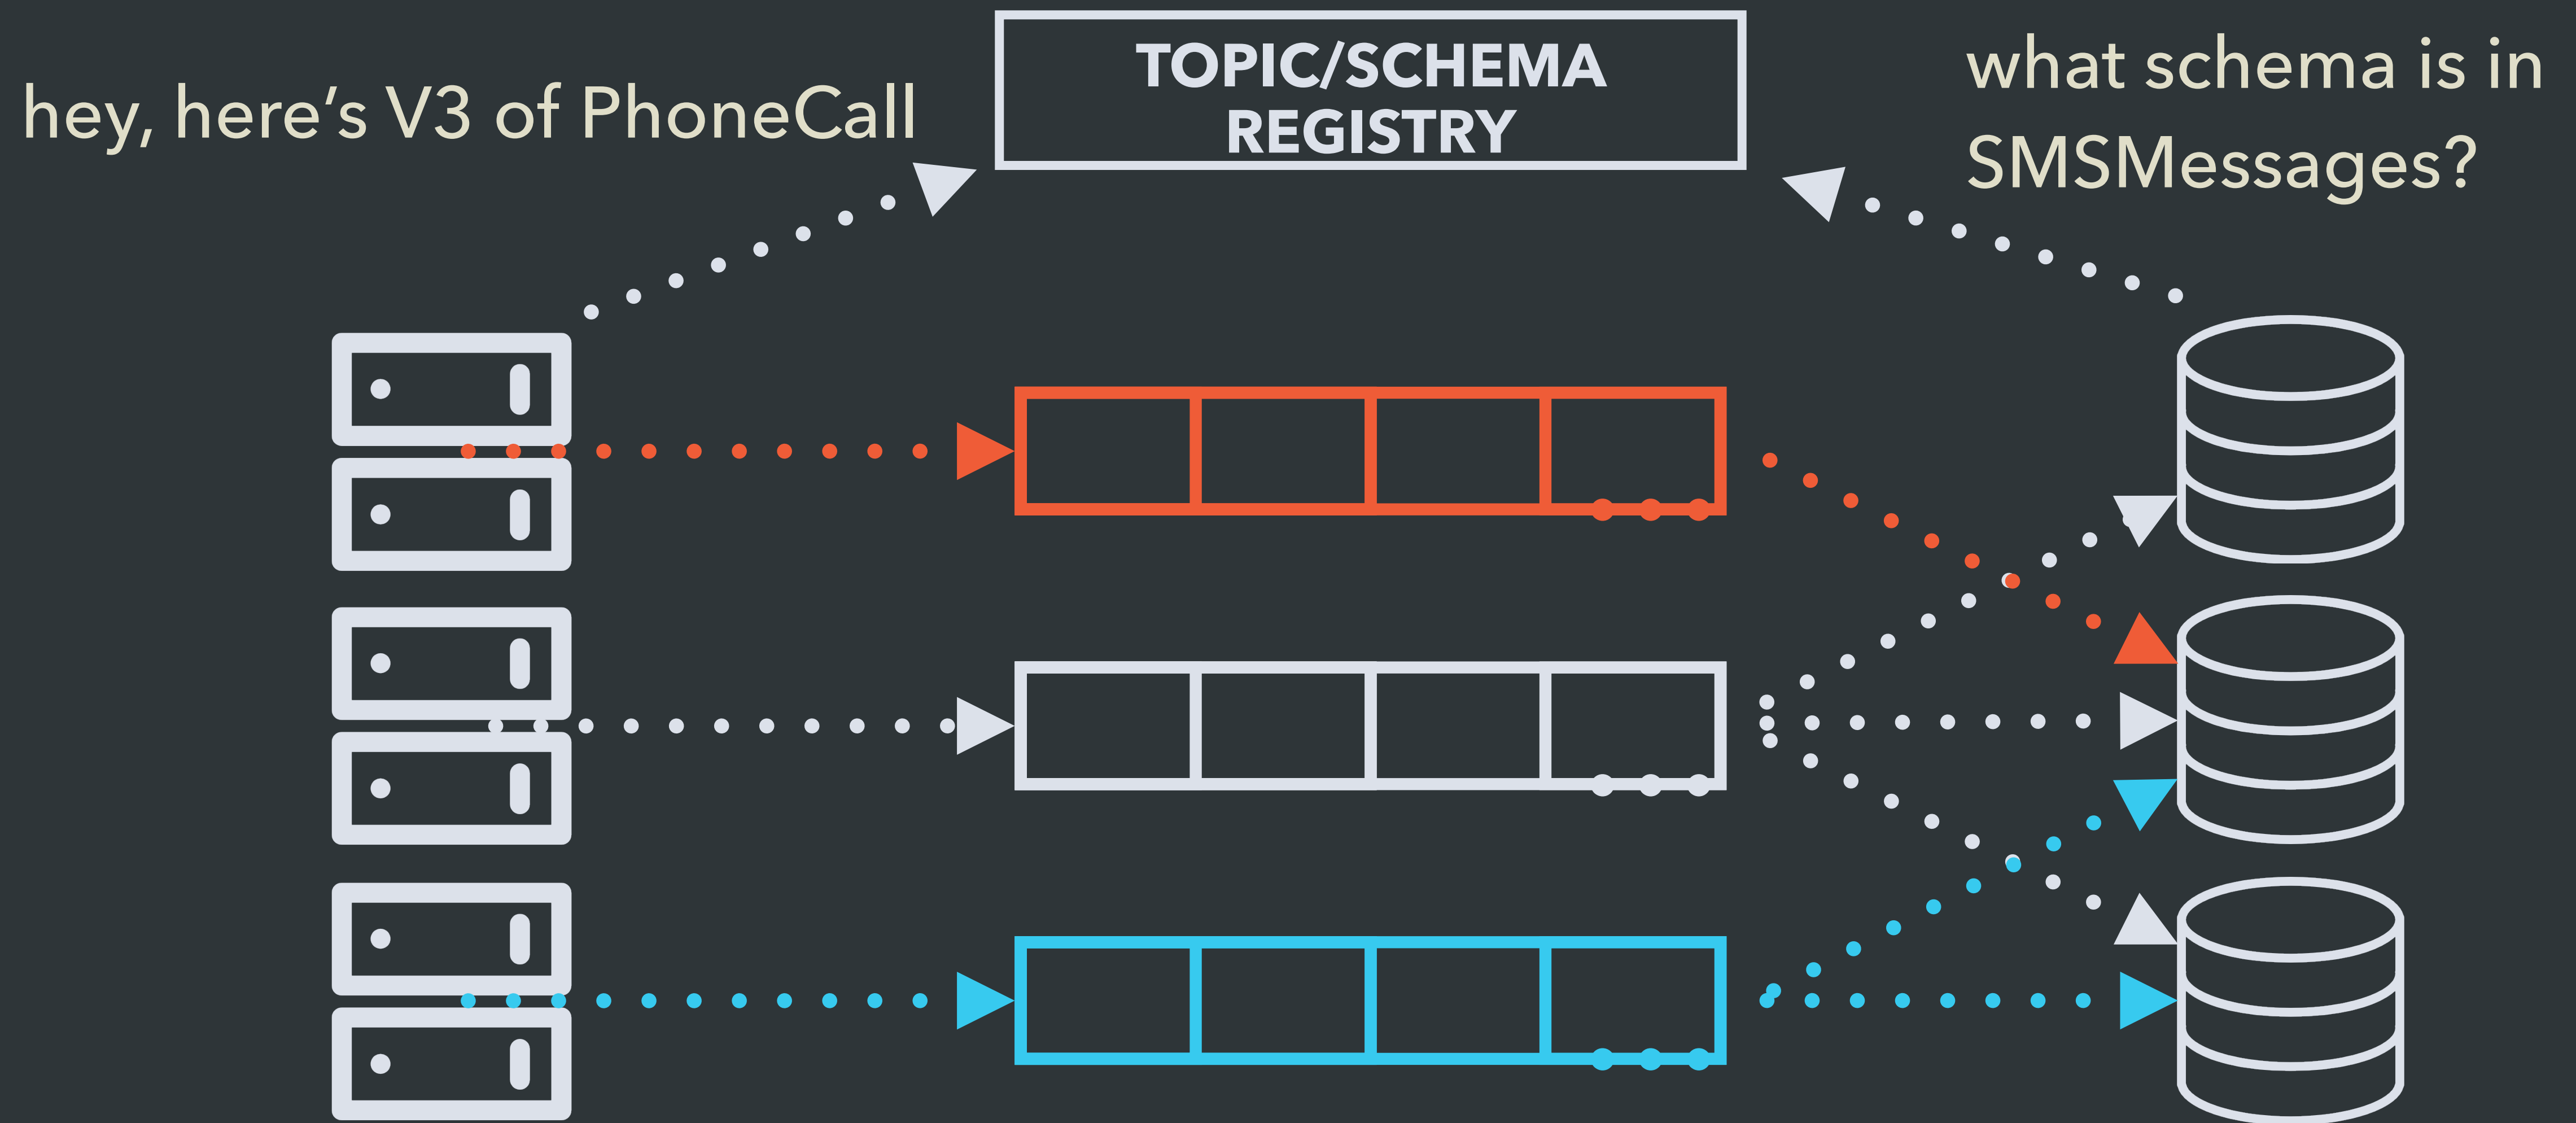 hey, here’s V3 of PhoneCall
TOPIC/SCHEMA
REGISTRY
what schema is in
SMSMessages?